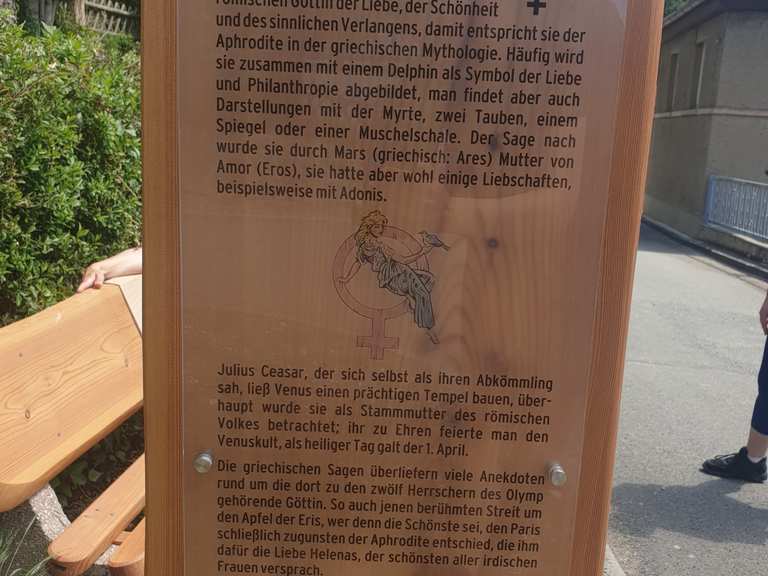 römischen Göttin der Liebe, der Schönheit
und des sinnlichen Verlangens, damit entspricht sie der
Aphrodite in der griechischen Mythologie. Häufig wird
sie zusammen mit einem Delphin als Symbol der Liebe
und Philanthropie abgebildet, man findet aber auch
Darstellungen mit der Myrte, zwei Tauben, einem
Spiegel oder einer Muschelschale. Der Sage nach
wurde sie durch Mars (griechisch: Ares) Mutter von
Amor (Eros), sie hatte aber wohl einige Liebschaften,
beispielsweise mit Adonis.
Julius Ceasar, der sich selbst als ihren Abkömmling
sah, ließ Venus einen prächtigen Tempel bauen, über-
haupt wurde sie als Stammmutter des römischen
Volkes betrachtet; ihr zu Ehren feierte man den
Venuskult, als heiliger Tag galt der 1. April.
Die griechischen Sagen überliefern viele Anekdoten
rund um die dort zu den zwölf Herrschern des Olymp
gehörende Göttin. So auch jenen berühmten Streit um
den Apfel der Eris, wer denn die Schönste sei, den Paris
schließlich zugunsten der Aphrodite entschied, die ihm
dafür die Liebe Helenas, der schönsten aller irdischen
Frauen versprach.